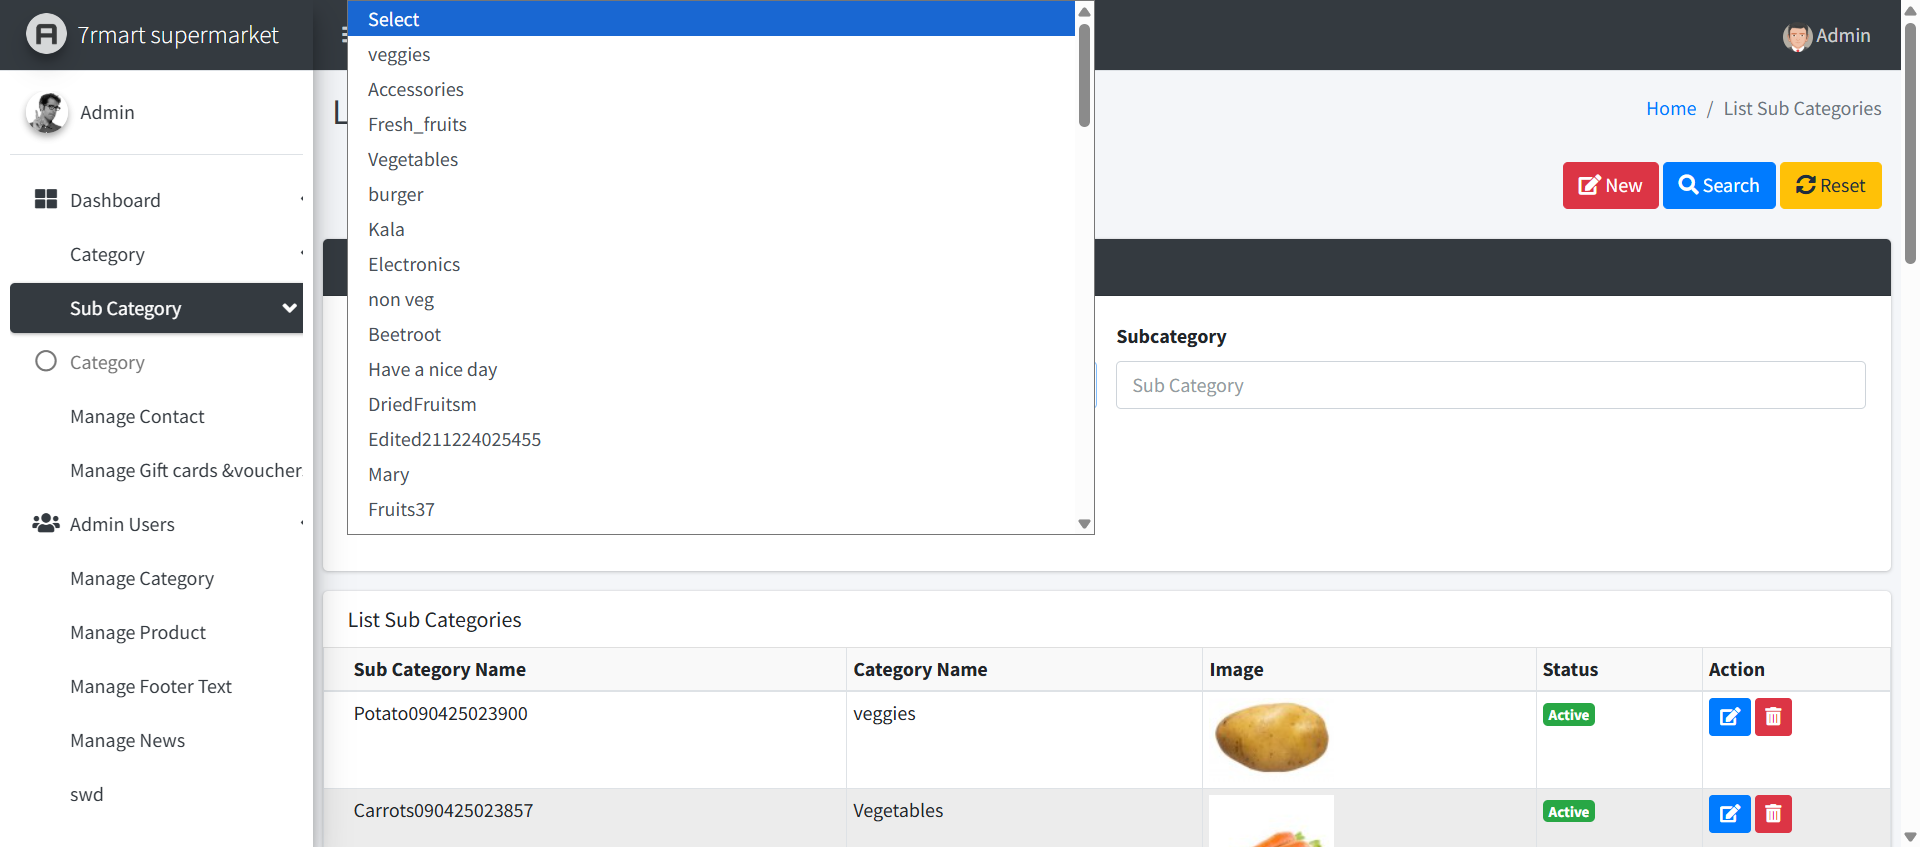 7rmart supermarket
Admin
Admin
Dashboard
Category
Sub Category
Category
Manage Contact
Manage Gift cards &voucher
Admin Users
Manage Category
Manage Product
Manage Footer Text
Manage News
swd
Select
veggies
Accessories
Fresh_fruits
Vegetables
burger
Kala
Electronics
non veg
Beetroot
Have a nice day
DriedFruitsm
Edited211224025455
Mary
Fruits37
Home / List Sub Categories
New Search Reset
Subcategory
Sub Category
List Sub Categories
Sub Category Name Category Name Image Status Action
Potato090425023900 veggies Active
Carrots090425023857 Vegetables Active